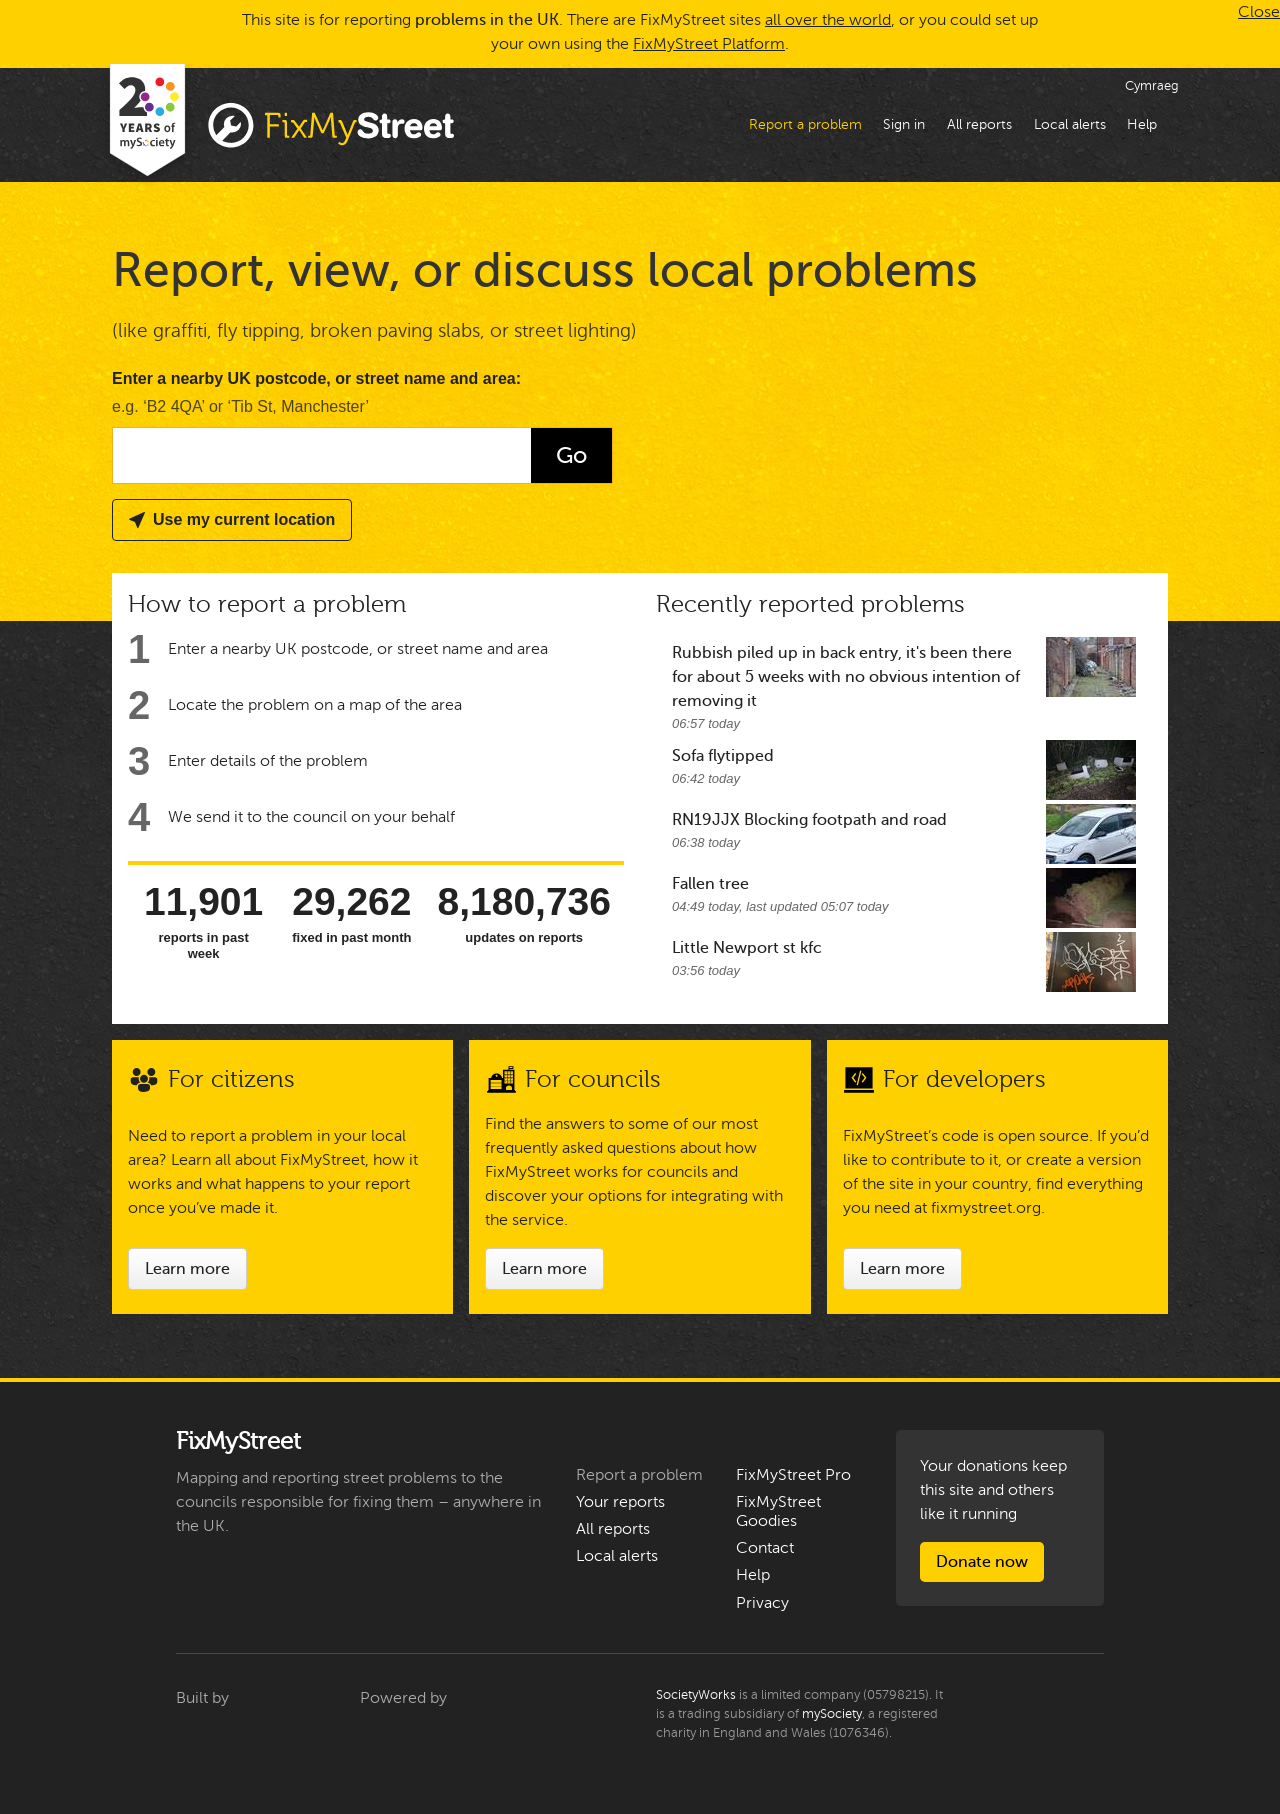 This site is for reporting problems in the UK. There are FixMyStreet sites all over the world, or you could set up
your own using the FixMyStreet Platform.
Close
20
YEARS of
mySociety
FixMyStreet
Cymraeg
Report a problem
Sign in
All reports
Local alerts
Help
Report, view, or discuss local problems
(like graffiti, fly tipping, broken paving slabs, or street lighting)
Enter a nearby UK postcode, or street name and area:
e.g. ‘B2 4QA’ or ‘Tib St, Manchester’
Go
Use my current location
How to report a problem
1 Enter a nearby UK postcode, or street name and area
2 Locate the problem on a map of the area
3 Enter details of the problem
4 We send it to the council on your behalf
11,901
reports in past
week
29,262
fixed in past month
8,180,736
updates on reports
Recently reported problems
Rubbish piled up in back entry, it's been there
for about 5 weeks with no obvious intention of
removing it
06:57 today
Sofa flytipped
06:42 today
RN19JJX Blocking footpath and road
06:38 today
Fallen tree
04:49 today, last updated 05:07 today
Little Newport st kfc
03:56 today
For citizens
Need to report a problem in your local
area? Learn all about FixMyStreet, how it
works and what happens to your report
once you’ve made it.
Learn more
For councils
Find the answers to some of our most
frequently asked questions about how
FixMyStreet works for councils and
discover your options for integrating with
the service.
Learn more
For developers
FixMyStreet’s code is open source. If you’d
like to contribute to it, or create a version
of the site in your country, find everything
you need at fixmystreet.org.
Learn more
FixMyStreet
Mapping and reporting street problems to the
councils responsible for fixing them – anywhere in
the UK.
Report a problem
Your reports
All reports
Local alerts
FixMyStreet Pro
FixMyStreet
Goodies
Contact
Help
Privacy
Your donations keep
this site and others
like it running
Donate now
Built by
Powered by
SocietyWorks is a limited company (05798215). It
is a trading subsidiary of mySociety, a registered
charity in England and Wales (1076346).